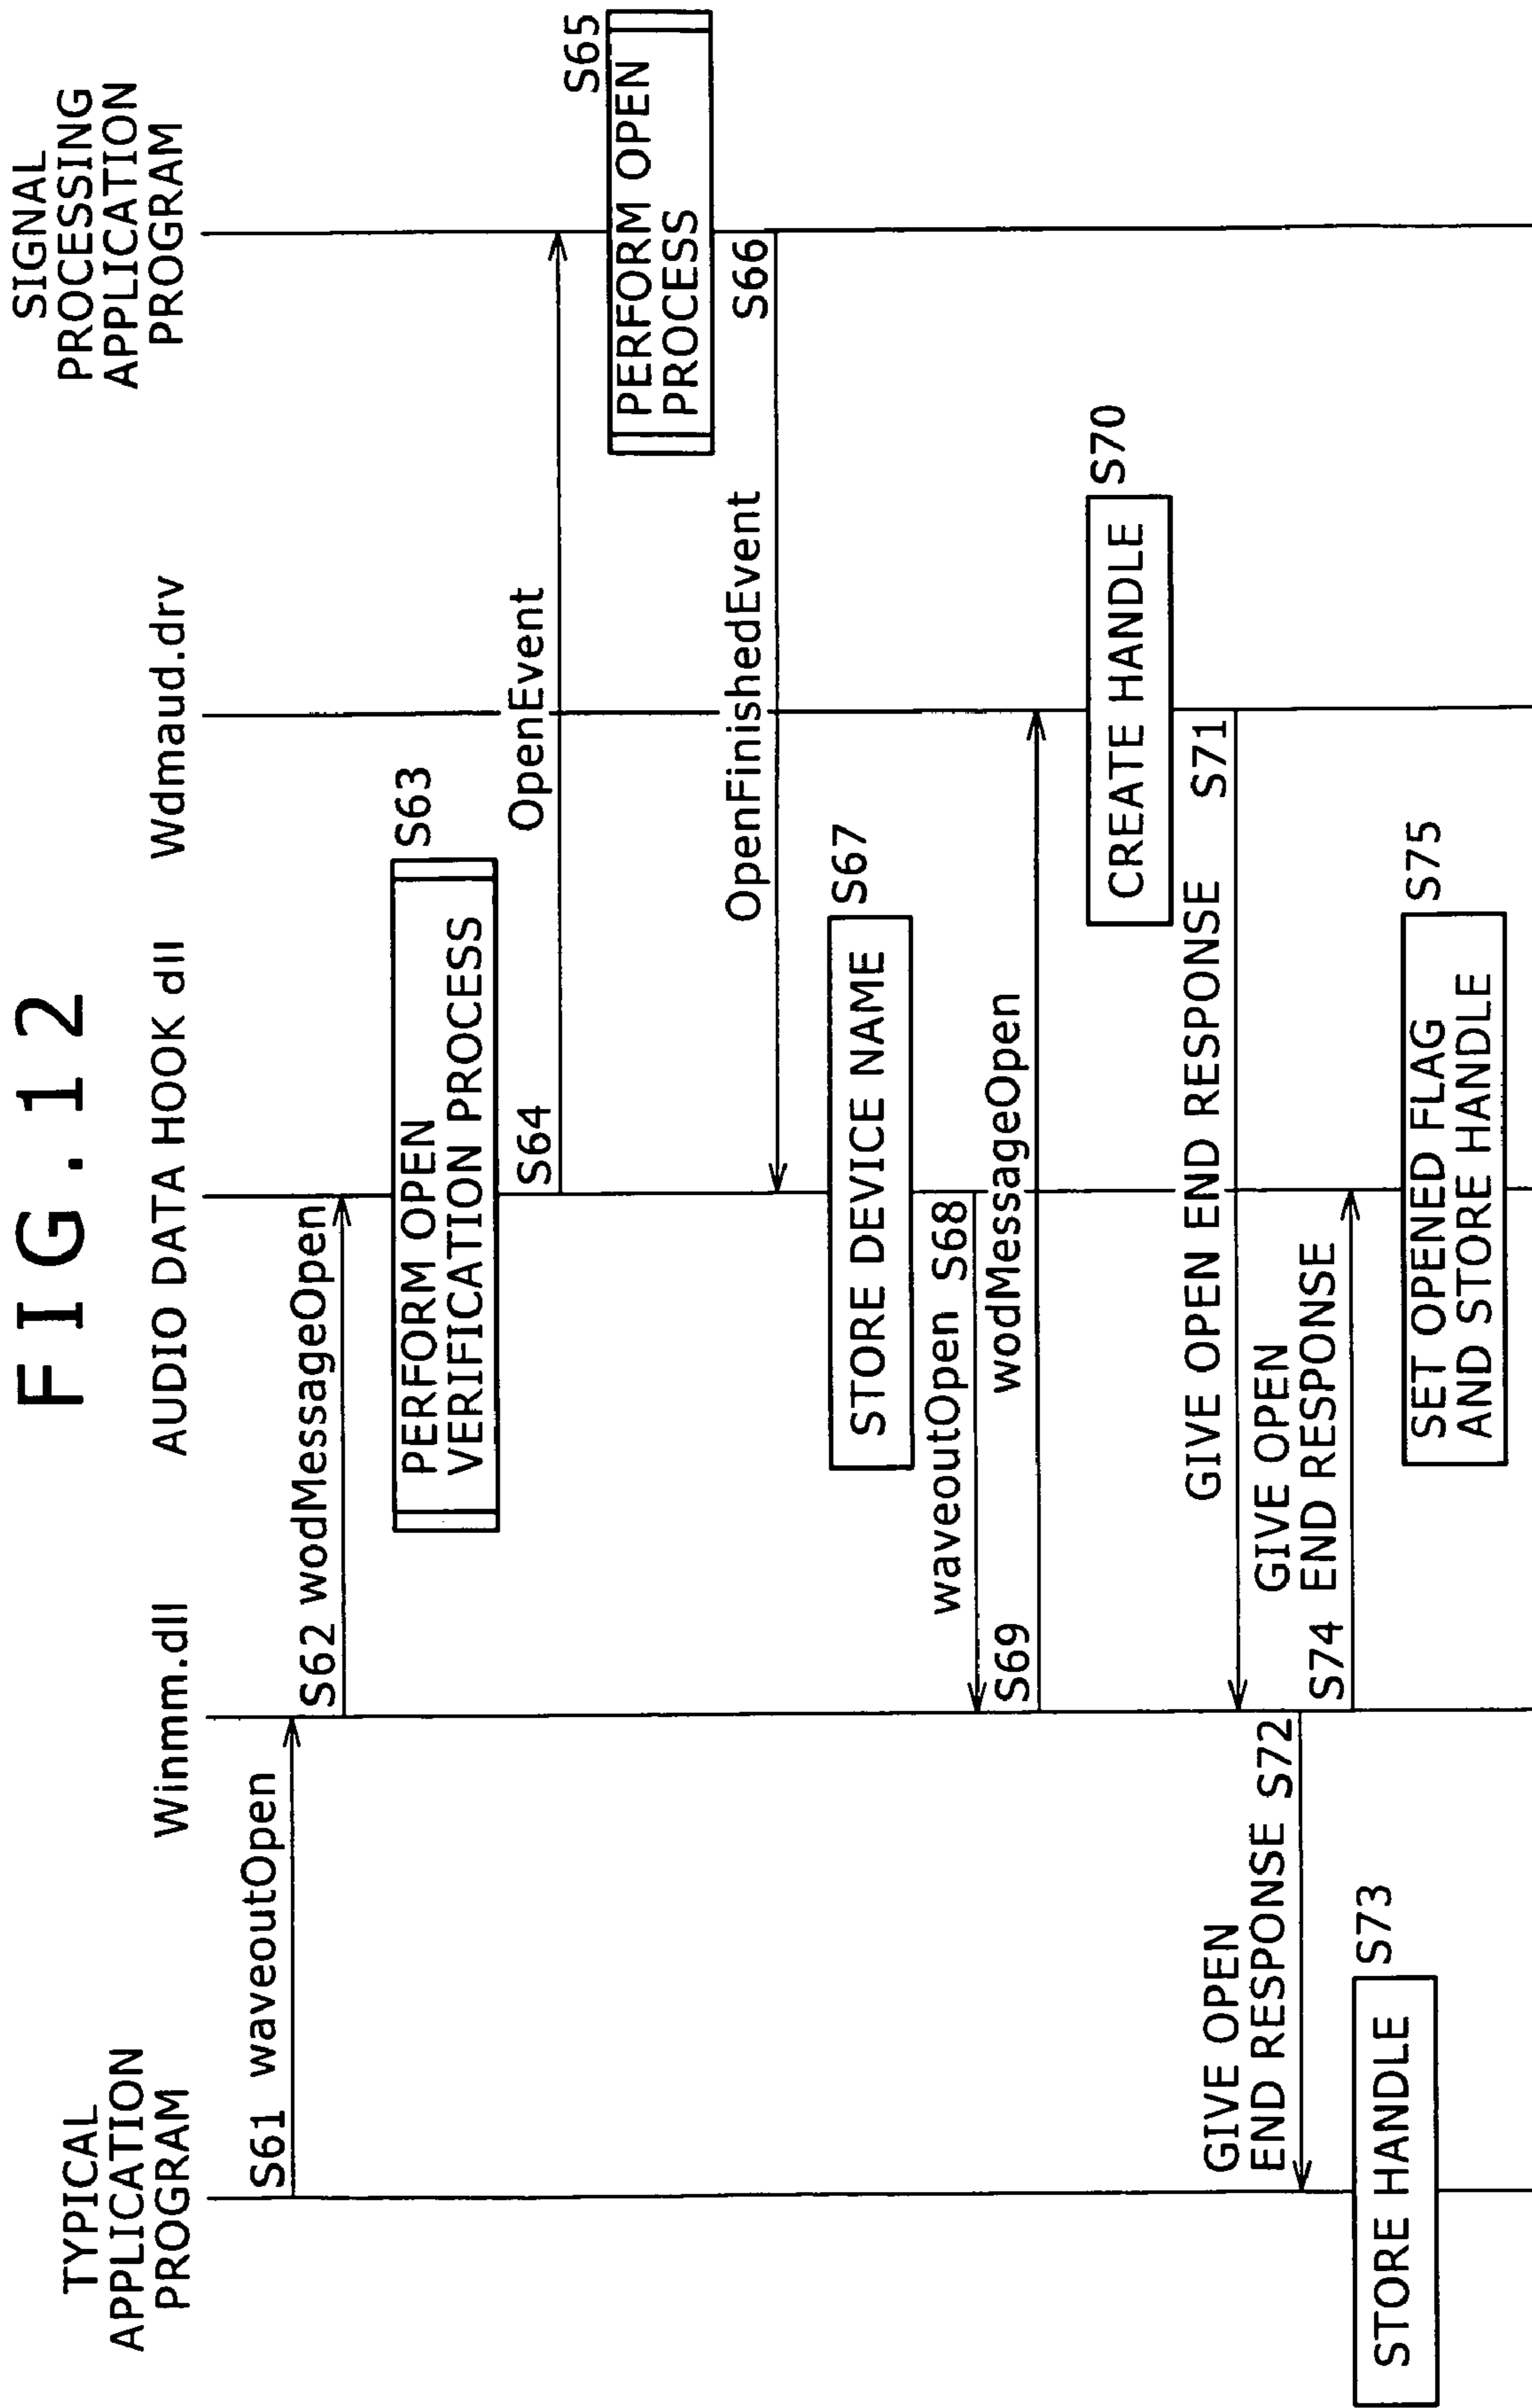 FIG.12
TYPICAL
APPLICATION
PROGRAM
Winmm.dll
AUDIO DATA HOOK dll
Wdmaud.drv
SIGNAL
PROCESSING
APPLICATION
PROGRAM
S61 waveoutOpen
S62 wodMessageOpen
PERFORM OPEN
VERIFICATION PROCESS
S63
S64
OpenEvent
S65
PERFORM OPEN
PROCESS
S66
OpenFinishedEvent
STORE DEVICE NAME
S67
waveoutOpen S68
S69
wodMessageOpen
CREATE HANDLE
S70
S71
GIVE OPEN END RESPONSE
GIVE OPEN
END RESPONSE S72
STORE HANDLE
S73
GIVE OPEN
S74 END RESPONSE
SET OPENED FLAG
AND STORE HANDLE
S75